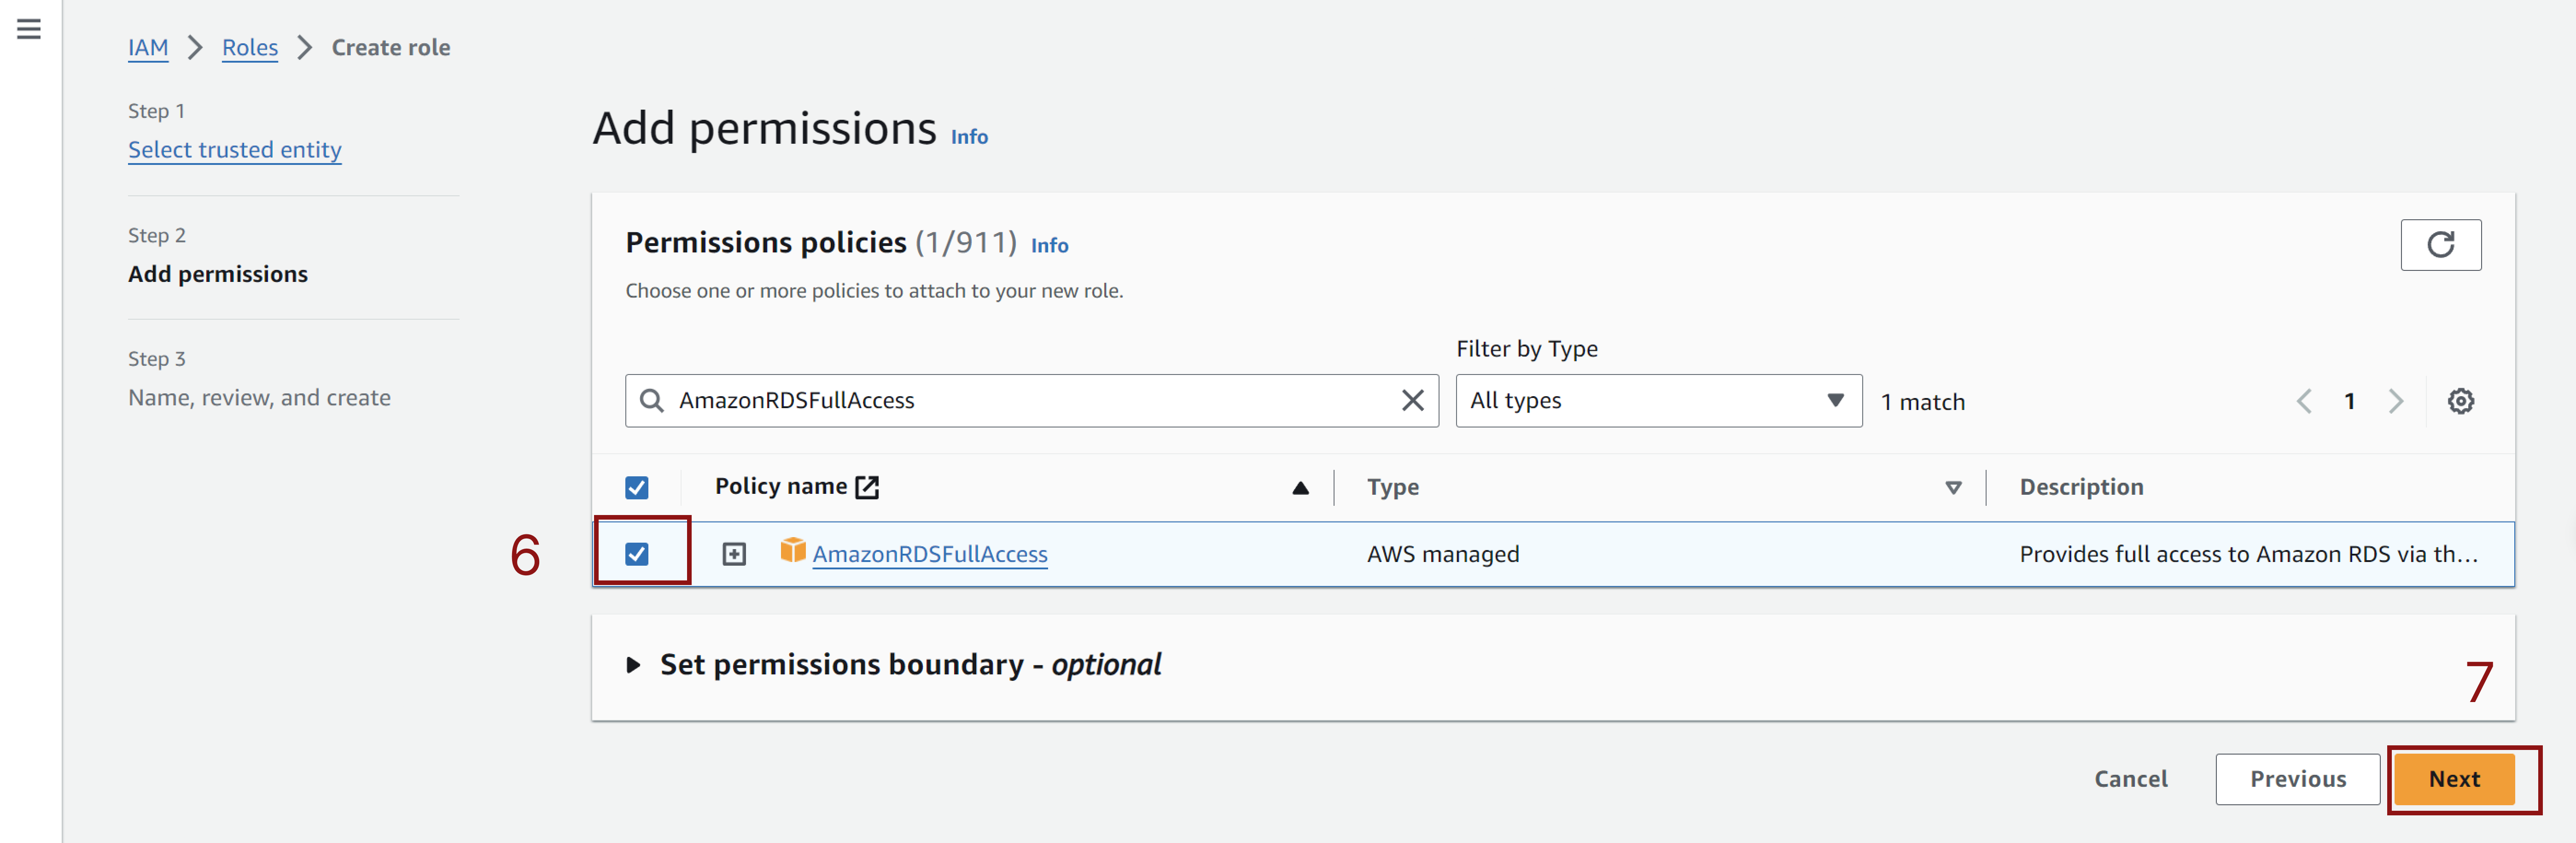 IAM > Roles > Create role
Step 1
Select trusted entity
Step 2
Add permissions
Step 3
Name, review, and create
Add permissions Info
Permissions policies (1/911) Info
Choose one or more policies to attach to your new role.
Filter by Type
AmazonRDSFullAccess
All types
1 match
1
Policy name
Type
Description
6
AmazonRDSFullAccess
AWS managed
Provides full access to Amazon RDS via th...
Set permissions boundary - optional
7
Cancel
Previous
Next